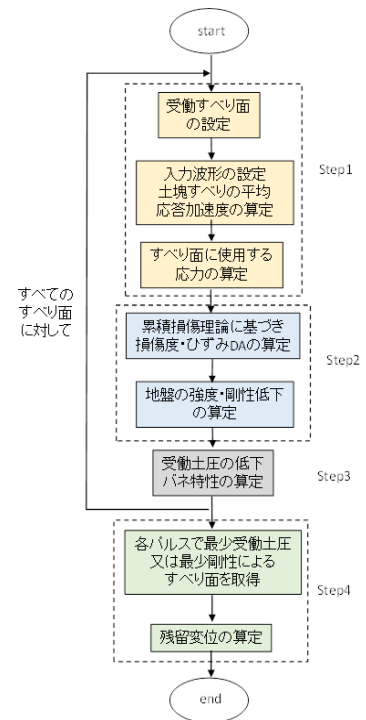 start
受働すべり面
の設定
入力波形の設定
土塊すべりの平均
応答加速度の算定
Step1
すべり面に使用する
応力の算定
すべての
すべり面
に対して
累積損傷理論に基づき
損傷度・ひずみDAの算定
Step2
地盤の強度・剛性低下
の算定
受働土圧の低下
バネ特性の算定
Step3
各パルスで最少受働土圧
又は最少剛性による
すべり面を取得
Step4
残留変位の算定
end